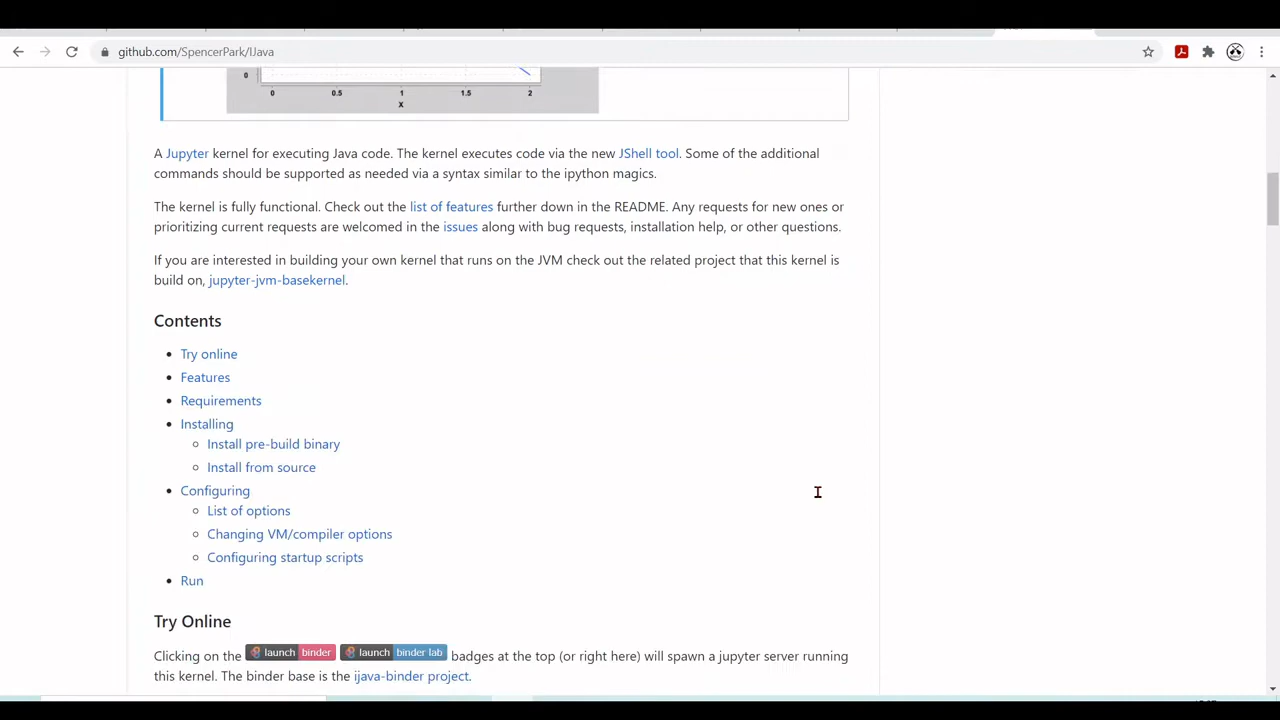 github.com/SpencerPark/IJava
0
0 0.5 1 1.5 2
X
A Jupyter kernel for executing Java code. The kernel executes code via the new JShell tool. Some of the additional
commands should be supported as needed via a syntax similar to the ipython magics.
The kernel is fully functional. Check out the list of features further down in the README. Any requests for new ones or
prioritizing current requests are welcomed in the issues along with bug requests, installation help, or other questions.
If you are interested in building your own kernel that runs on the JVM check out the related project that this kernel is
build on, jupyter-jvm-basekernel.
Contents
Try online
Features
Requirements
Installing
Install pre-build binary
Install from source
Configuring
List of options
Changing VM/compiler options
Configuring startup scripts
Run
Try Online
Clicking on the launch binder launch binder lab badges at the top (or right here) will spawn a jupyter server running
this kernel. The binder base is the ijava-binder project.